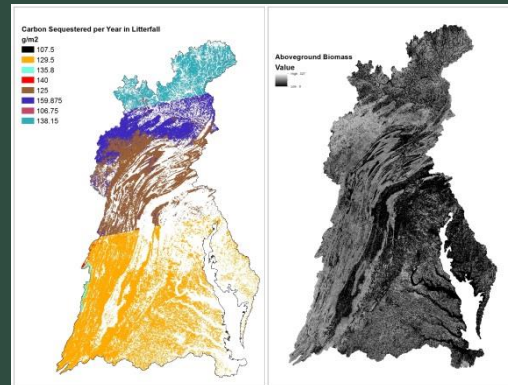 Carbon Sequestered per Year in Litterfall
g/m2
107.5
129.5
135.8
140
125
159.875
106.75
138.15
Aboveground Biomass
Value